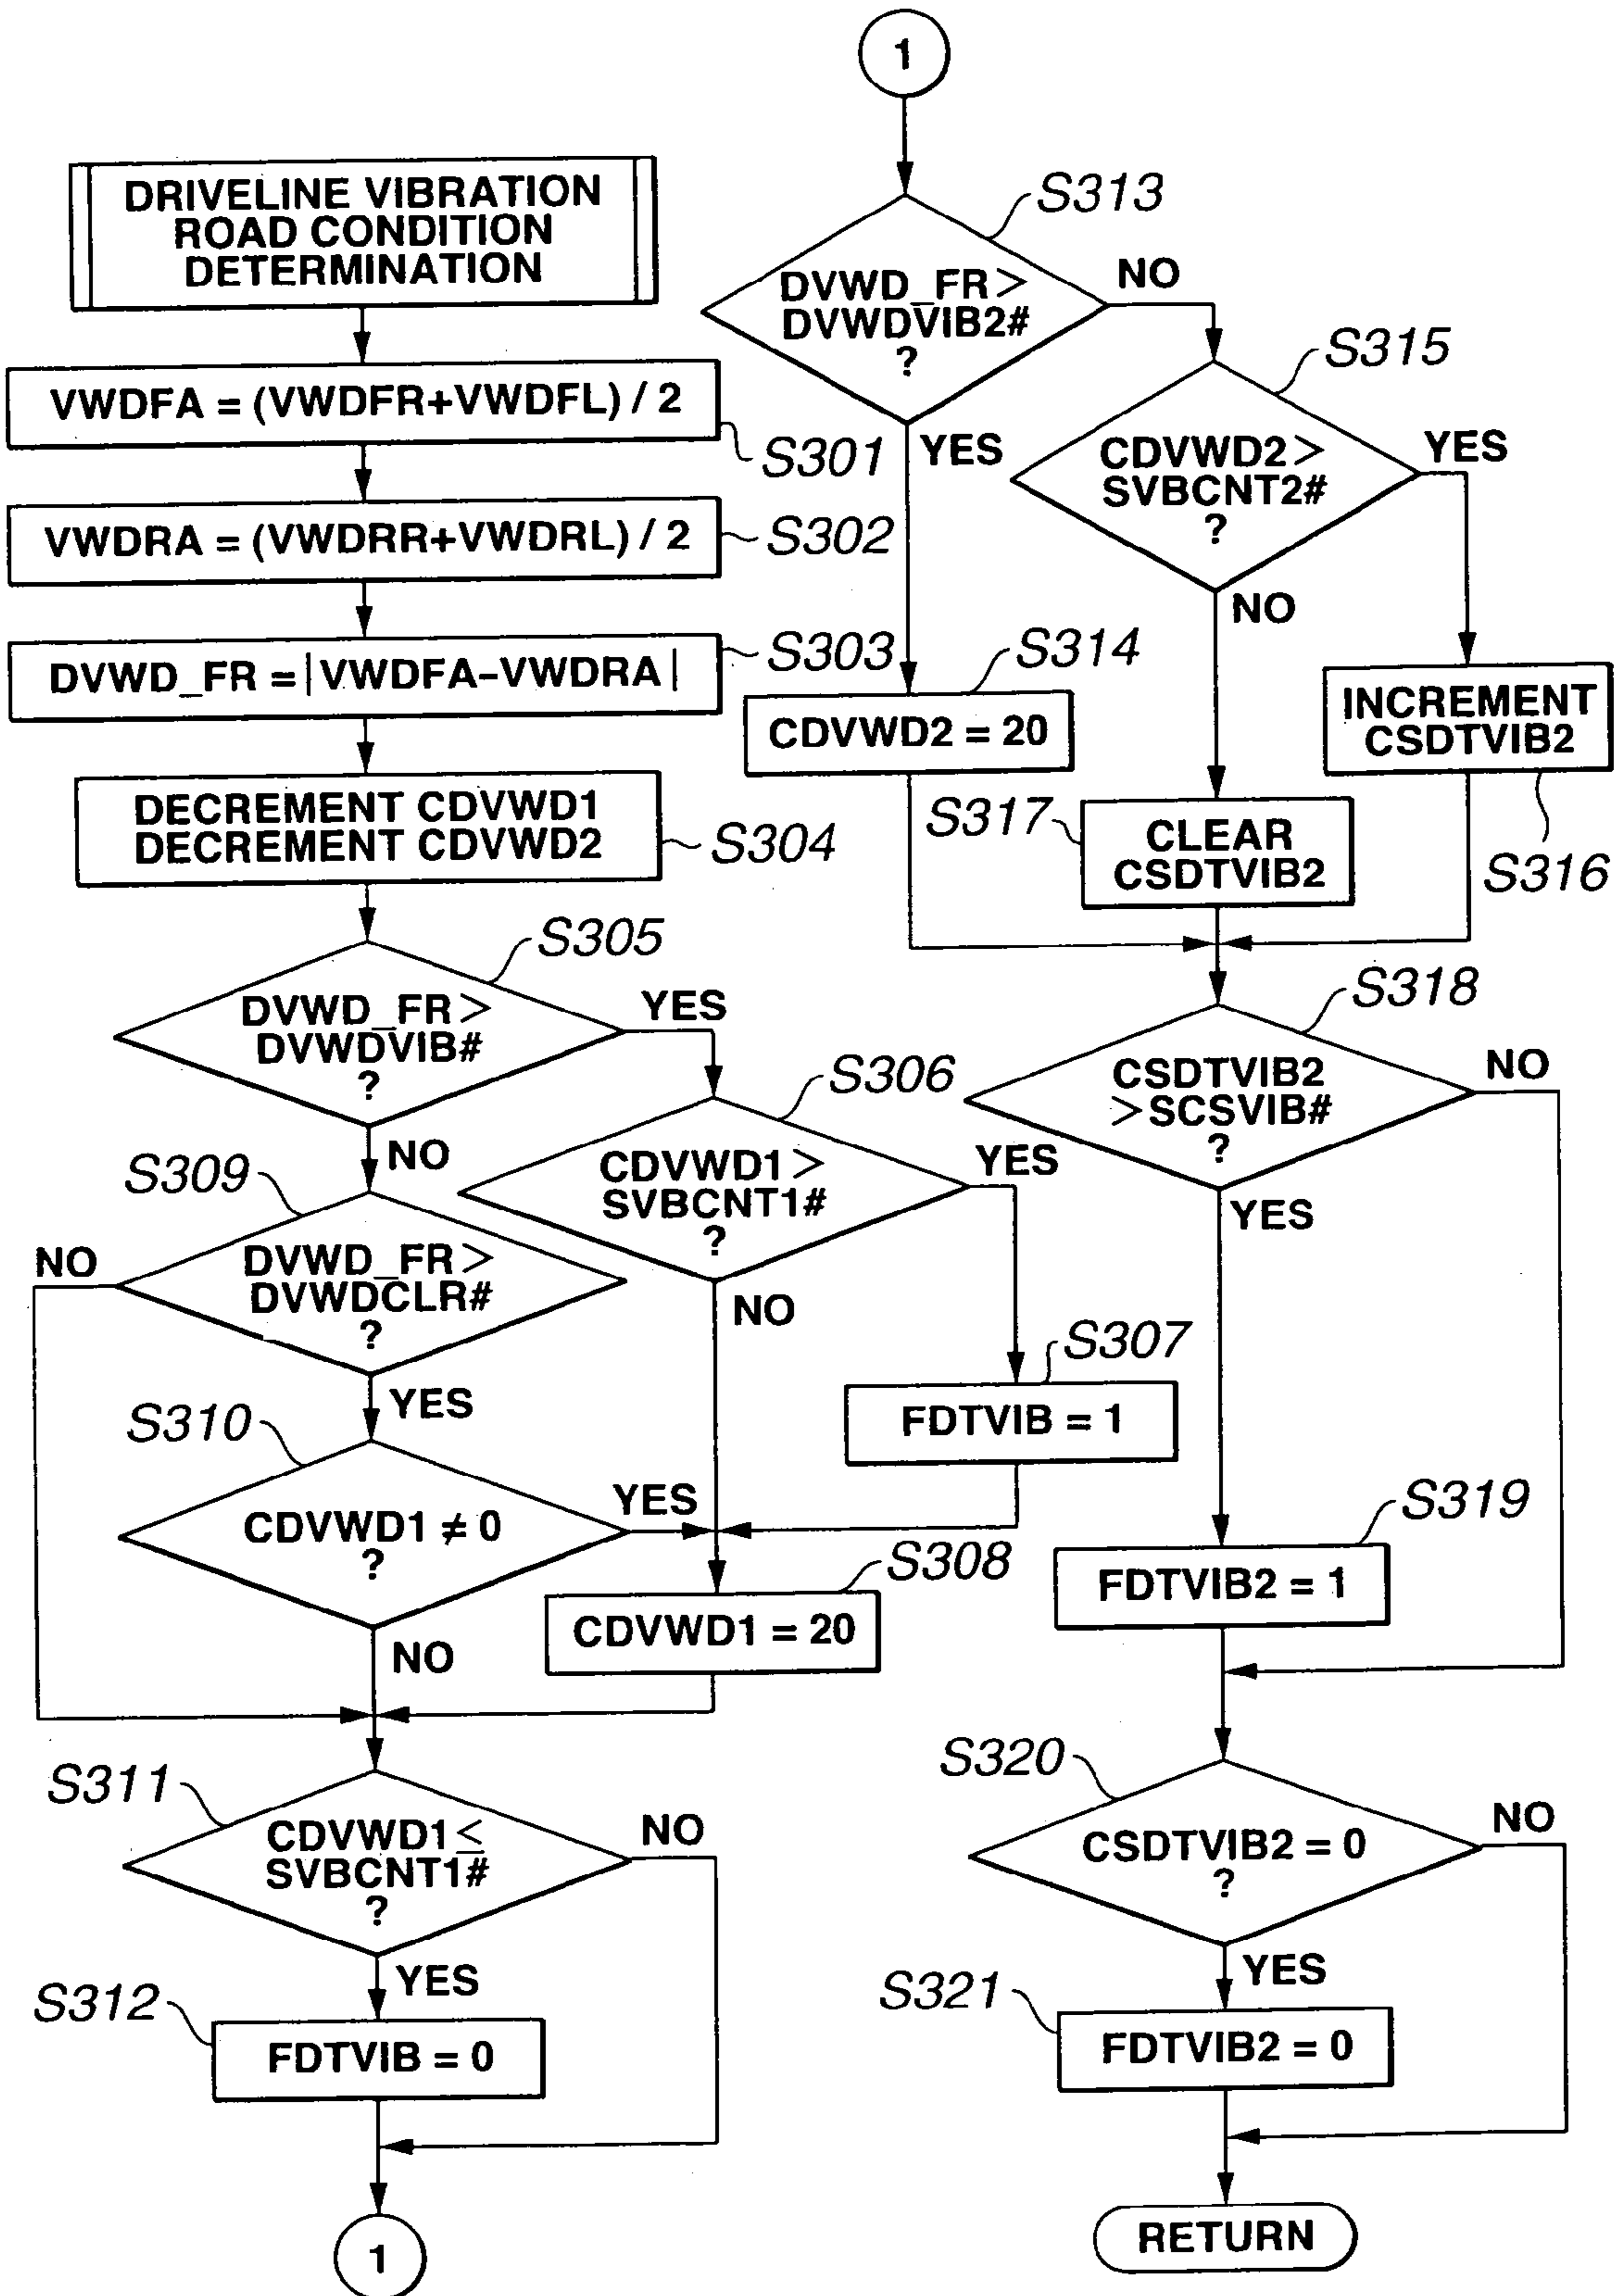 DRIVELINE VIBRATION
ROAD CONDITION
DETERMINATION
VWDFA = (VWDFR+VWDFL) / 2
S301
VWDRA = (VWDRR+VWDRL) / 2
S302
DVWD_FR = |VWDFA-VWDRA|
S303
DECREMENT CDVWD1
DECREMENT CDVWD2
S304
S305
DVWD_FR >
DVWDVIB#
?
YES
NO
S306
CDVWD1 >
SVBCNT1#
?
YES
NO
S307
FDTVIB = 1
S309
DVWD_FR >
DVWDCLR#
?
NO
YES
S310
CDVWD1 ≠ 0
?
YES
NO
S308
CDVWD1 = 20
S311
CDVWD1 ≤
SVBCNT1#
?
NO
YES
S312
FDTVIB = 0
1
1
S313
DVWD_FR >
DVWDVIB2#
?
NO
YES
S315
CDVWD2 >
SVBCNT2#
?
YES
NO
S314
CDVWD2 = 20
INCREMENT
CSDTVIB2
S316
S317
CLEAR
CSDTVIB2
S318
CSDTVIB2
>SCSVIB#
?
NO
YES
S319
FDTVIB2 = 1
S320
CSDTVIB2 = 0
?
NO
YES
S321
FDTVIB2 = 0
RETURN